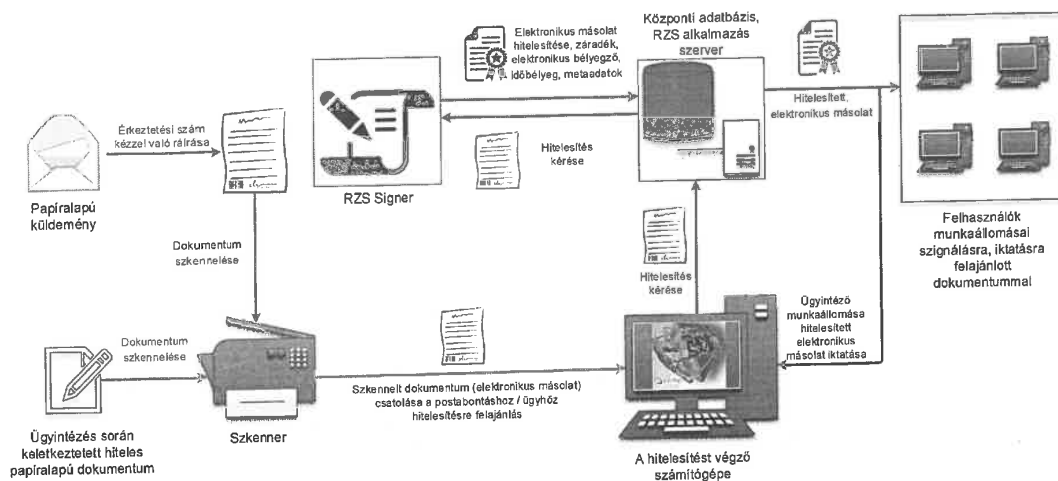 Érkeztetési szám
kézzel való ráírása
Papíralapú
küldemény
Dokumentum
szkennelése
RZS Signer
Elektronikus másolat
hitelesítése, záradék,
elektronikus bélyegző,
időbélyeg, metaadatok
Hitelesítés
kérése
Központi adatbázis,
RZS alkalmazás
szerver
Hitelesített,
elektronikus másolat
Felhasználók
munkaállomásai
szignálásra, iktatásra
felajánlott
dokumentummal
Hitelesítés
kérése
Dokumentum
szkennelése
Ügyintézés során
keletkeztetett hiteles
papíralapú dokumentum
Szkenner
Szkennelt dokumentum (elektronikus másolat)
csatolása a postabontáshoz / ügyhöz
hitelesítésre felajánlás
Ügyintéző
munkaállomása
hitelesített
elektronikus
másolat iktatása
A hitelesítést végző
számítógépe